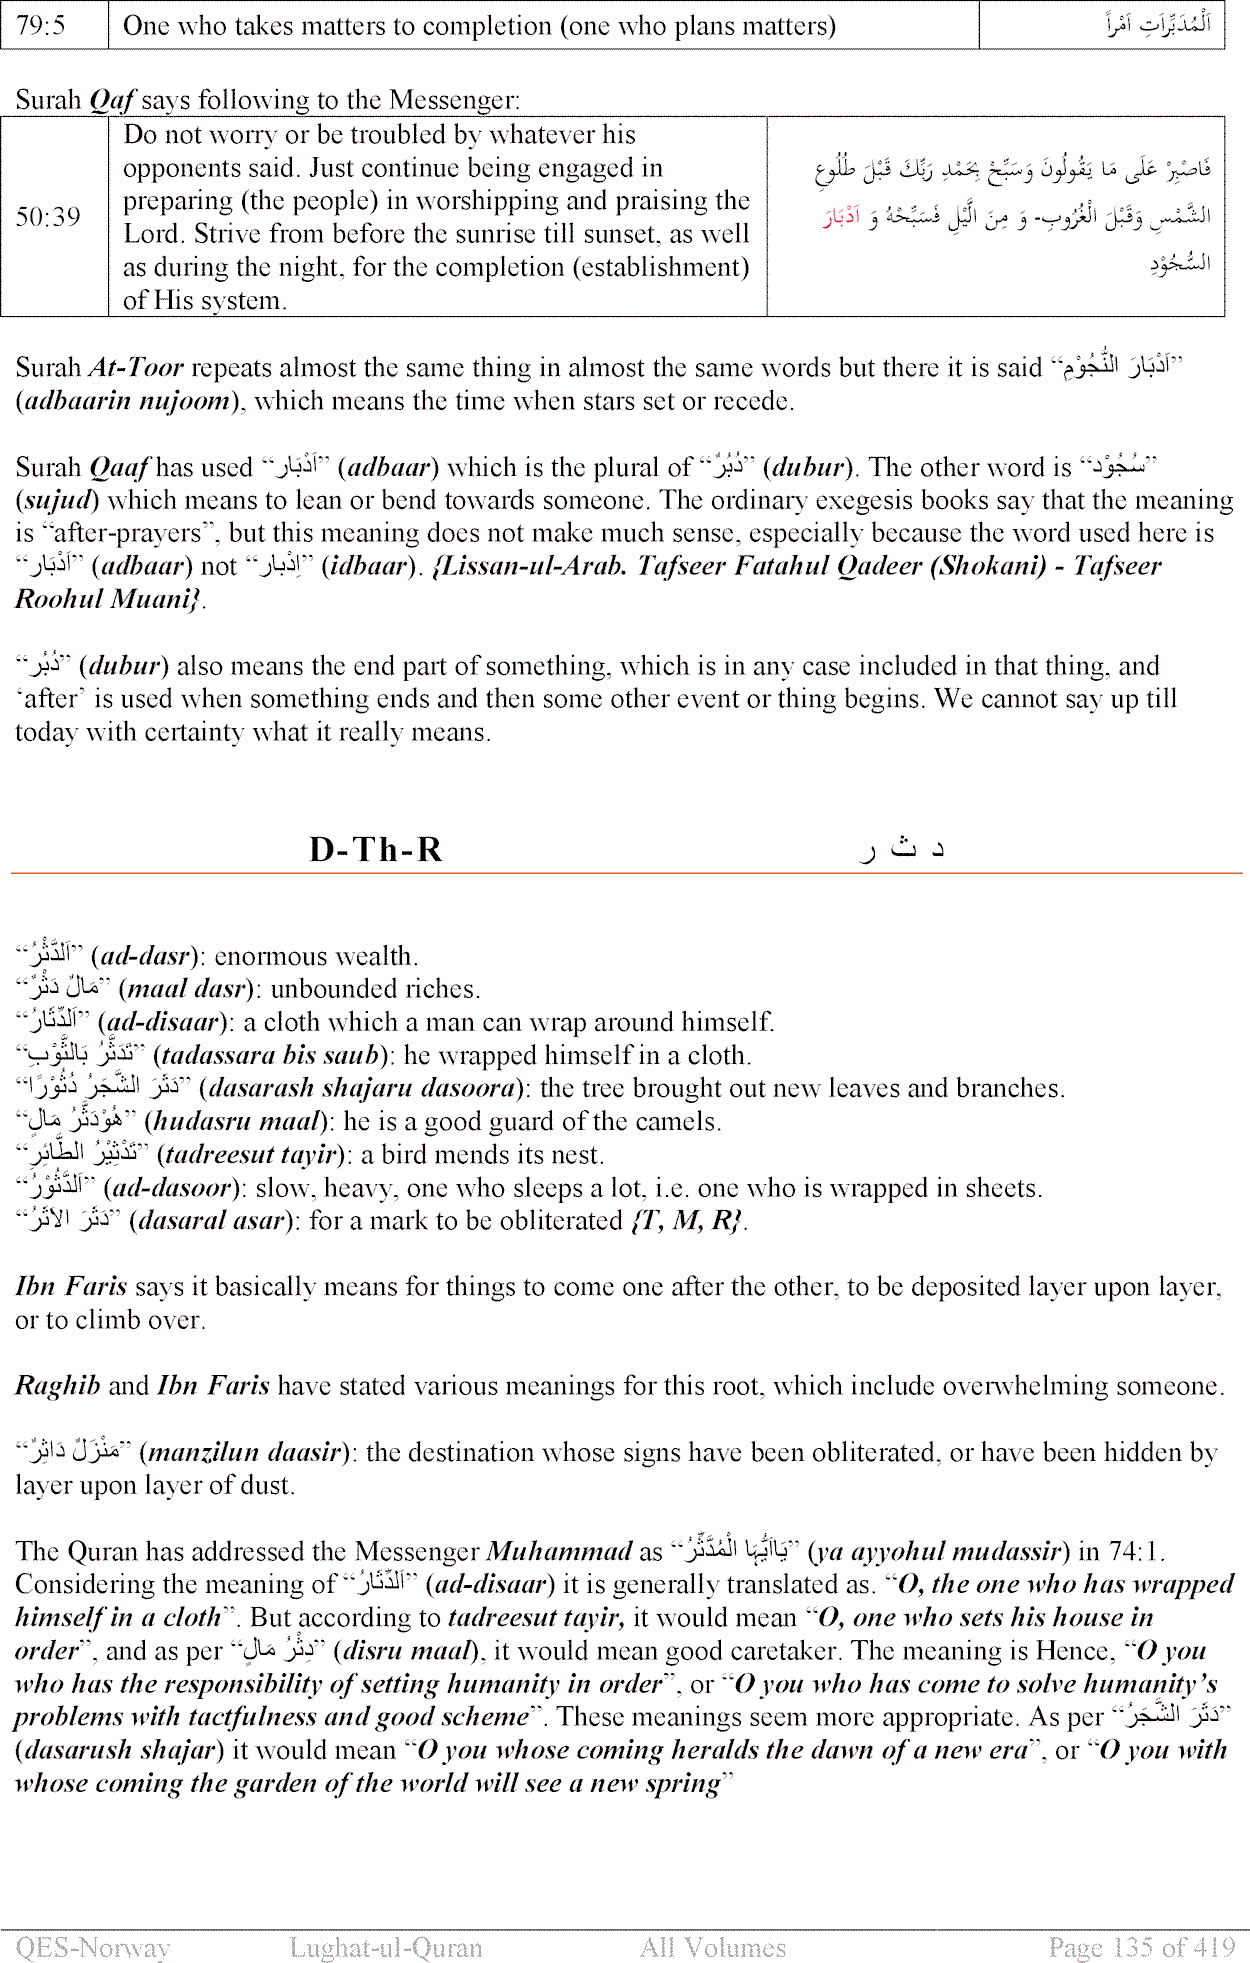 79:5 One who takes matters to completion (one who plans matters) اَلْمُدَبِّرَاتِ اَمْراً
Surah Qaf says following to the Messenger:
50:39
Do not worry or be troubled by whatever his
opponents said. Just continue being engaged in
preparing (the people) in worshipping and praising the
Lord. Strive from before the sunrise till sunset, as well
as during the night, for the completion (establishment)
of His system.
فَاصْبِرْ عَلَى مَا يَقُولُونَ وَسَبِّحْ بِحَمْدِ رَبِّكَ قَبْلَ طُلُوعِ
الشَّمْسِ وَقَبْلَ الْغُرُوبِ- وَ مِنَ الَّيْلِ فَسَبِّحْهُ وَ اَدْبَارَ
السُّجُوْدِ
Surah At-Toor repeats almost the same thing in almost the same words but there it is said “اَدْبَارَ النُّجُوْمِ”
(adbaarin nujoom), which means the time when stars set or recede.
Surah Qaaf has used “اَدْبَار” (adbaar) which is the plural of “دُبُرٌ” (dubur). The other word is “سُجُوْد”
(sujud) which means to lean or bend towards someone. The ordinary exegesis books say that the meaning
is “after-prayers”, but this meaning does not make much sense, especially because the word used here is
“اَدْبَار” (adbaar) not “اِدْبار” (idbaar). {Lissan-ul-Arab. Tafseer Fatahul Qadeer (Shokani) - Tafseer
Roohul Muani}.
“دُبُر” (dubur) also means the end part of something, which is in any case included in that thing, and
‘after’ is used when something ends and then some other event or thing begins. We cannot say up till
today with certainty what it really means.
D-Th-R د ث ر
“اَلدَّثْرُ” (ad-dasr): enormous wealth.
“مَالٌ دَثْرٌ” (maal dasr): unbounded riches.
“اَلدِّثَارُ” (ad-disaar): a cloth which a man can wrap around himself.
“تَدَثَّرَ بَالثَّوْبِ” (tadassara bis saub): he wrapped himself in a cloth.
“دَثَرَ الشَّجَرُ دُثُوْرًا” (dasarash shajaru dasoora): the tree brought out new leaves and branches.
“هُوْدَثْرُ مَالٍ” (hudasru maal): he is a good guard of the camels.
“تَدْثِيْرُ الطَّائِرِ” (tadreesut tayir): a bird mends its nest.
“اَلدَّثُوْرُ” (ad-dasoor): slow, heavy, one who sleeps a lot, i.e. one who is wrapped in sheets.
“دَثَرَ الاَثَرُ” (dasaral asar): for a mark to be obliterated {T, M, R}.
Ibn Faris says it basically means for things to come one after the other, to be deposited layer upon layer,
or to climb over.
Raghib and Ibn Faris have stated various meanings for this root, which include overwhelming someone.
“مَنْزِلٌ دَاثِرٌ” (manzilun daasir): the destination whose signs have been obliterated, or have been hidden by
layer upon layer of dust.
The Quran has addressed the Messenger Muhammad as “يَااَيُّهَا الْمُدَّثِّرُ” (ya ayyohul mudassir) in 74:1.
Considering the meaning of “اَلدِّثَارُ” (ad-disaar) it is generally translated as. “O, the one who has wrapped
himself in a cloth”. But according to tadreesut tayir, it would mean “O, one who sets his house in
order”, and as per “دِثْرُ مَالٍ” (disru maal), it would mean good caretaker. The meaning is Hence, “O you
who has the responsibility of setting humanity in order”, or “O you who has come to solve humanity’s
problems with tactfulness and good scheme”. These meanings seem more appropriate. As per “دَثَرَ الشَّجَرُ”
(dasarush shajar) it would mean “O you whose coming heralds the dawn of a new era”, or “O you with
whose coming the garden of the world will see a new spring”
QES-Norway Lughat-ul-Quran All Volumes Page 135 of 419